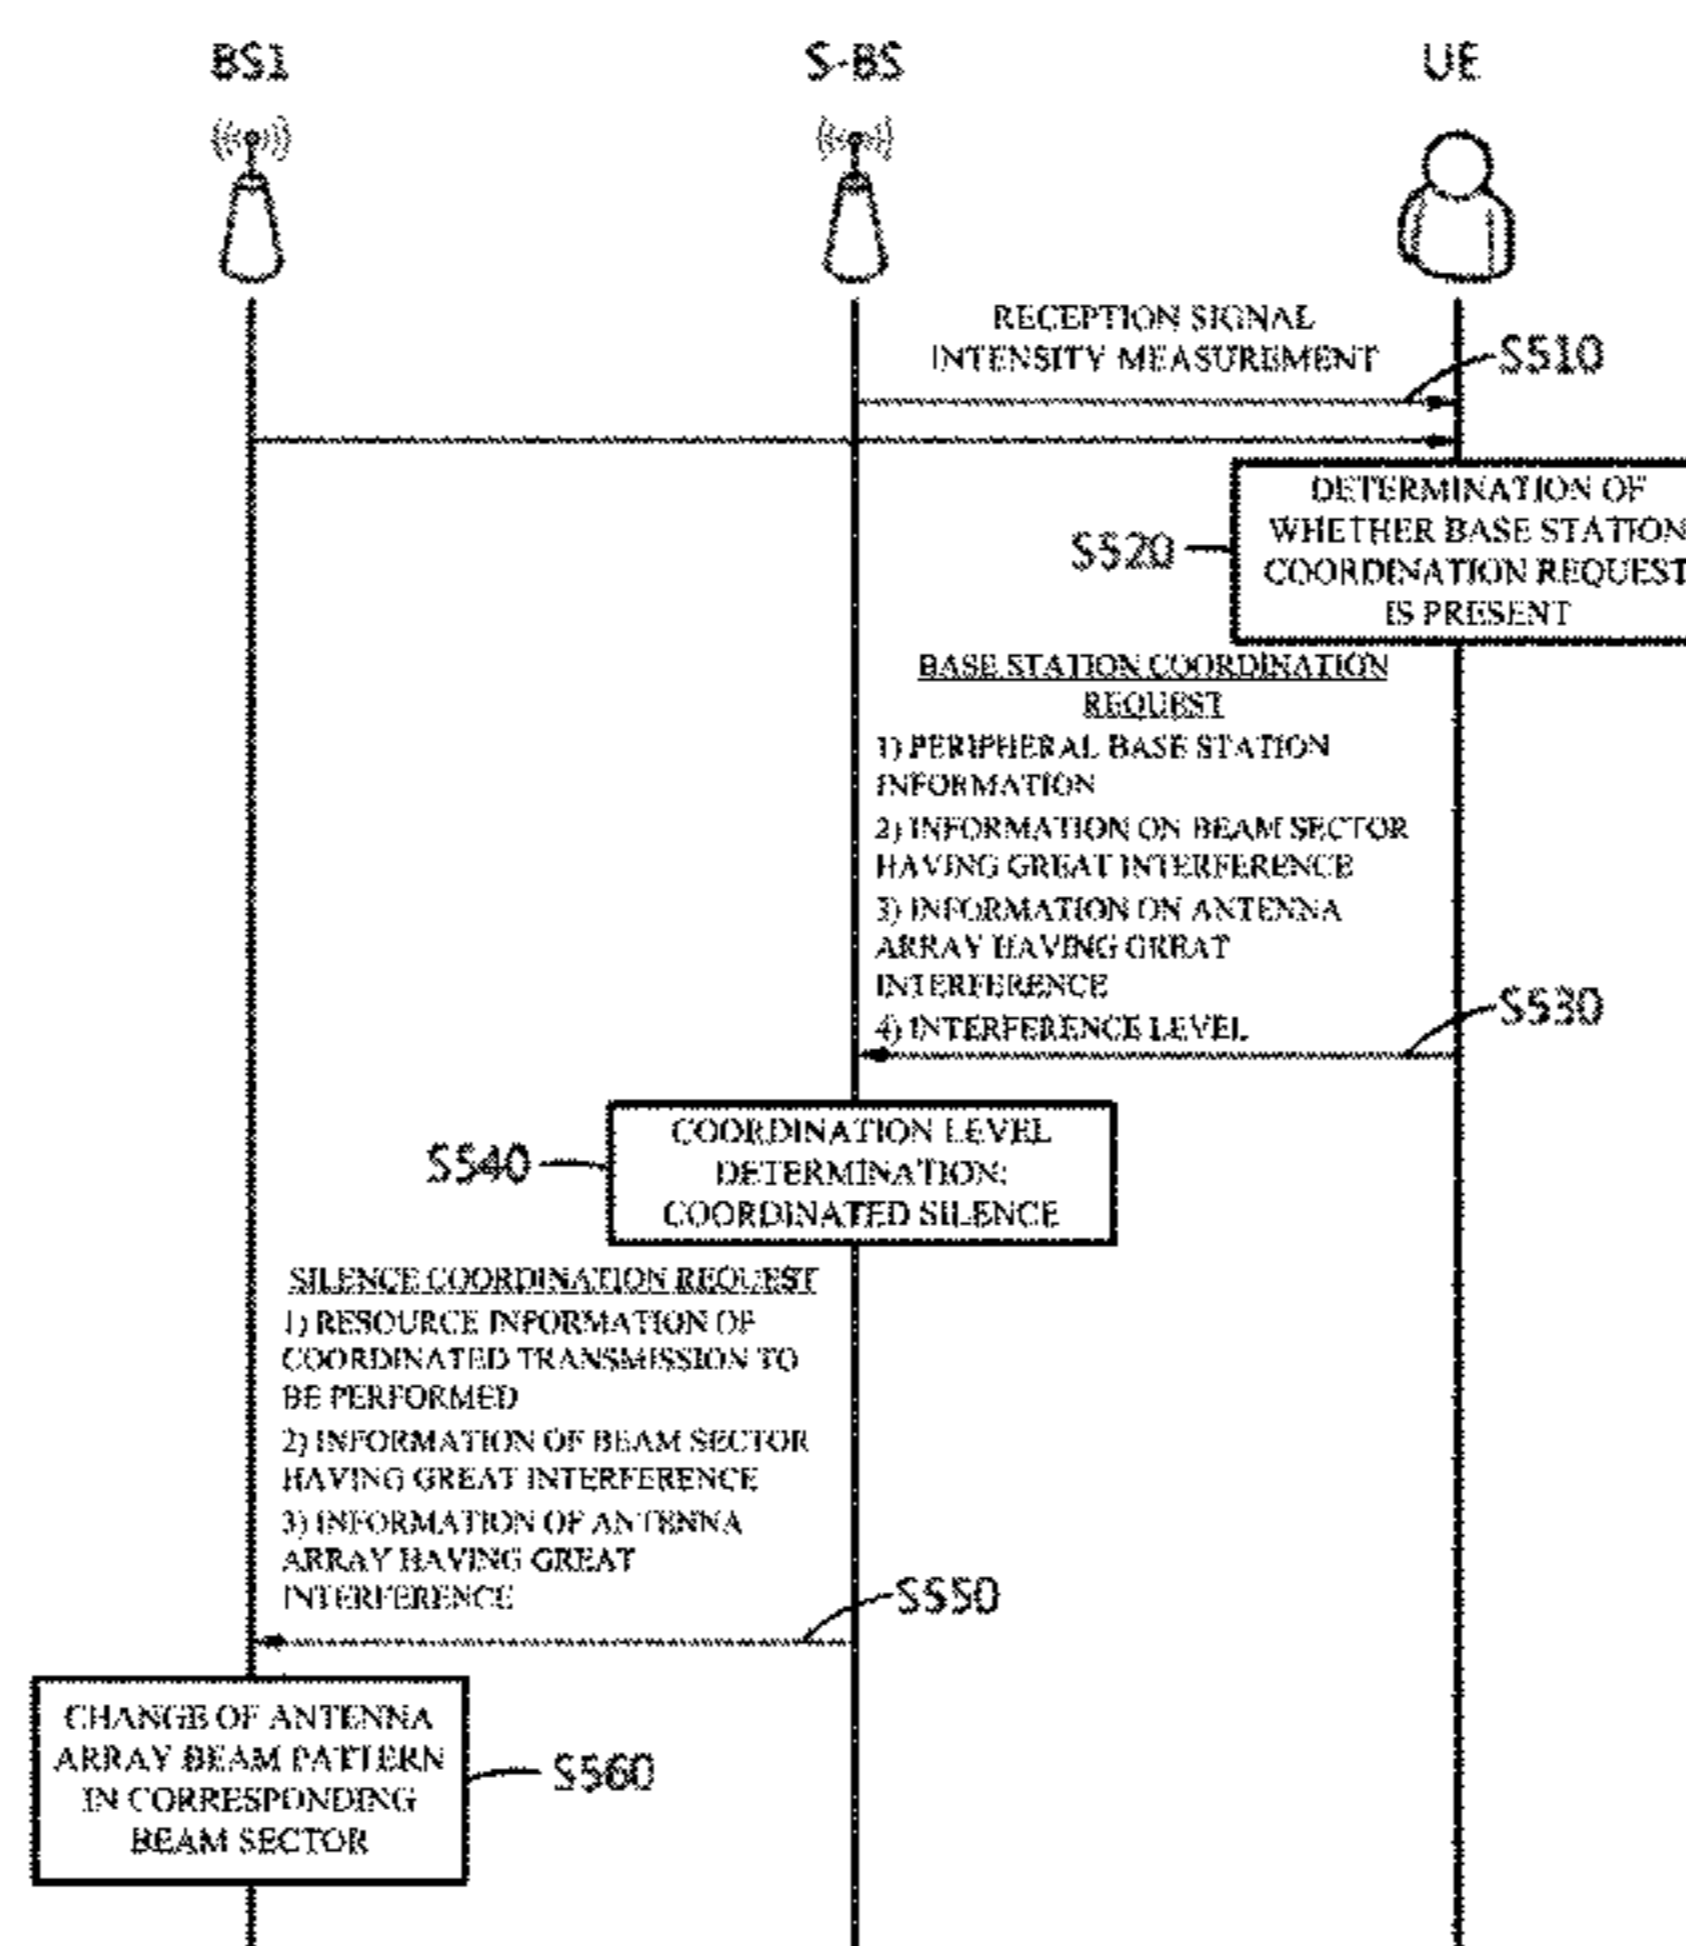 BS1 S-BS UE
RECEPTION SIGNAL
INTENSITY MEASUREMENT
S510
DETERMINATION OF
WHETHER BASE STATION
COORDINATION REQUEST
IS PRESENT
S520
BASE STATION COORDINATION
REQUEST
1) PERIPHERAL BASE STATION
INFORMATION
2) INFORMATION ON BEAM SECTOR
HAVING GREAT INTERFERENCE
3) INFORMATION ON ANTENNA
ARRAY HAVING GREAT
INTERFERENCE
4) INTERFERENCE LEVEL
S530
COORDINATION LEVEL
DETERMINATION:
COORDINATED SILENCE
S540
SILENCE COORDINATION REQUEST
1) RESOURCE INFORMATION OF
COORDINATED TRANSMISSION TO
BE PERFORMED
2) INFORMATION OF BEAM SECTOR
HAVING GREAT INTERFERENCE
3) INFORMATION OF ANTENNA
ARRAY HAVING GREAT
INTERFERENCE
S550
CHANGE OF ANTENNA
ARRAY BEAM PATTERN
IN CORRESPONDING
BEAM SECTOR
S560